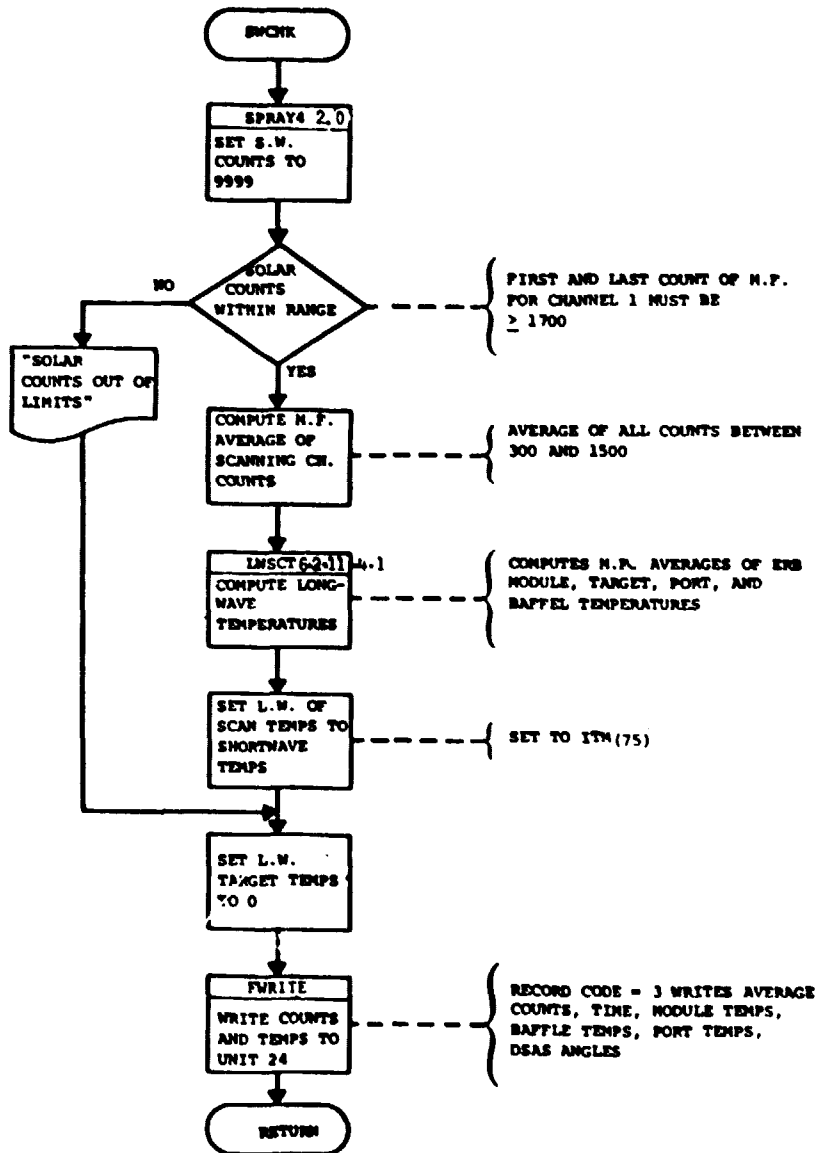 SWCHK
SPRAY4 2.0
SET S.W.
COUNTS TO
9999
SOLAR
COUNTS
WITHIN RANGE
NO
FIRST AND LAST COUNT OF M.F.
FOR CHANNEL 1 MUST BE
≥ 1700
"SOLAR
COUNTS OUT OF
LIMITS"
YES
COMPUTE M.F.
AVERAGE OF
SCANNING CH.
COUNTS
AVERAGE OF ALL COUNTS BETWEEN
300 AND 1500
LWSCT 6.2.11.4.1
COMPUTE LONG-
WAVE
TEMPERATURES
COMPUTES M.F. AVERAGES OF ERB
MODULE, TARGET, PORT, AND
BAFFEL TEMPERATURES
SET L.W. OF
SCAN TEMPS TO
SHORTWAVE
TEMPS
SET TO ITM(75)
SET L.W.
TARGET TEMPS
TO 0
FWRITE
WRITE COUNTS
AND TEMPS TO
UNIT 24
RECORD CODE = 3 WRITES AVERAGE
COUNTS, TIME, MODULE TEMPS,
BAFFLE TEMPS, PORT TEMPS,
DSAS ANGLES
RETURN